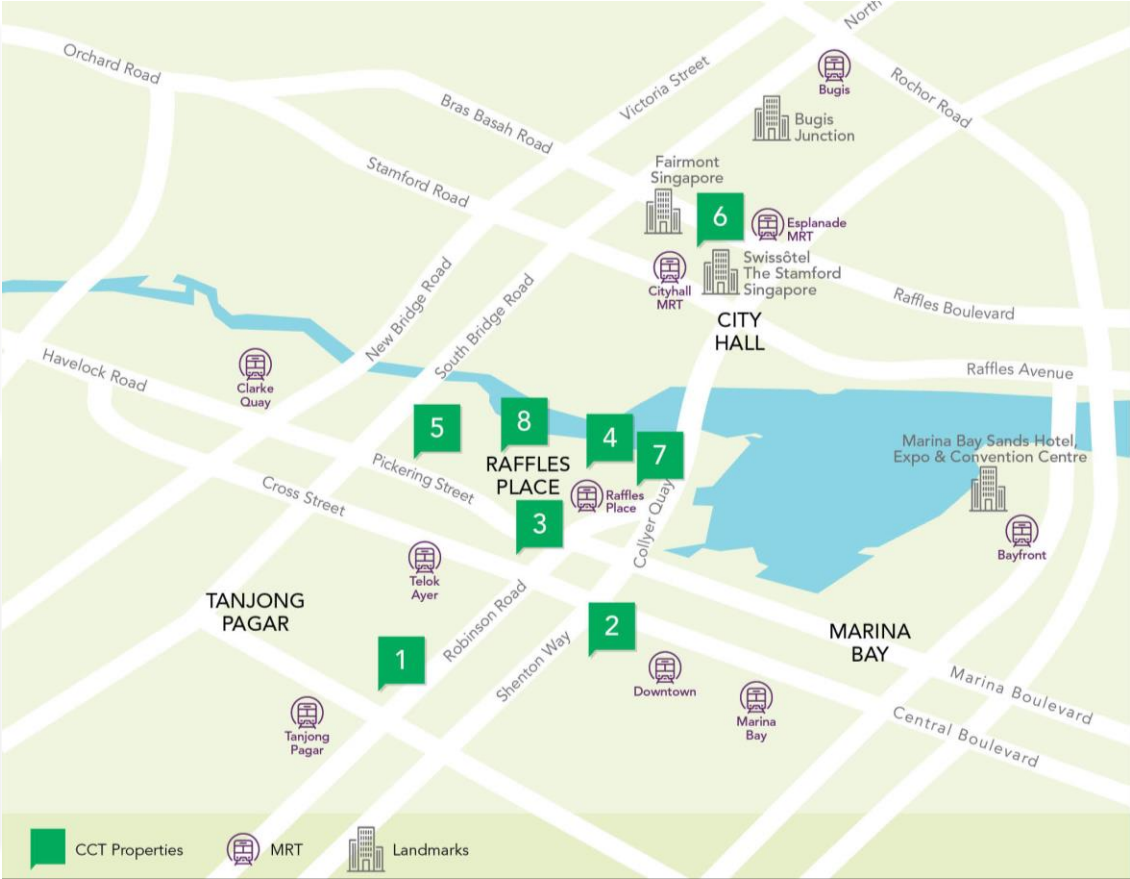 North
Orchard Road
Victoria Street
Bugis
Rochor Road
Bras Basah Road
Bugis
Junction
Fairmont
Singapore
Stamford Road
6
Esplanade
MRT
Cityhall
MRT
Swissôtel
The Stamford
Singapore
New Bridge Road
South Bridge Road
Raffles Boulevard
CITY
HALL
Havelock Road
Clarke
Quay
Raffles Avenue
5
8
4
7
Marina Bay Sands Hotel,
Expo & Convention Centre
Pickering Street
RAFFLES
PLACE
Raffles
Place
Cross Street
3
Collyer Quay
Bayfront
Telok
Ayer
TANJONG
PAGAR
Robinson Road
2
MARINA
BAY
1
Shenton Way
Downtown
Marina
Bay
Marina Boulevard
Tanjong
Pagar
Central Boulevard
CCT Properties
MRT
Landmarks